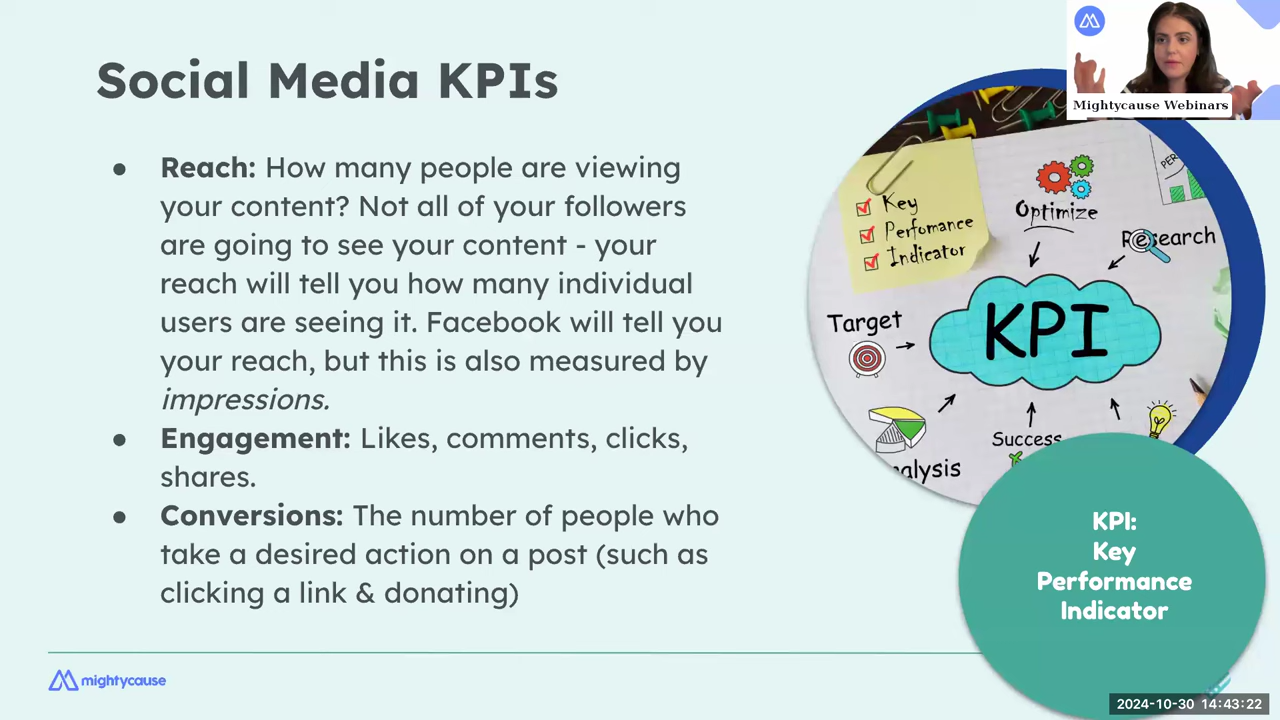 Social Media KPIs
● Reach: How many people are viewing
your content? Not all of your followers
are going to see your content - your
reach will tell you how many individual
users are seeing it. Facebook will tell you
your reach, but this is also measured by
impressions.
● Engagement: Likes, comments, clicks,
shares.
● Conversions: The number of people who
take a desired action on a post (such as
clicking a link & donating)
mightycause
Mightycause Webinars
Key
Perfomance
Indicator
Optimize
Research
Target
KPI
Success
nalysis
KPI:
Key
Performance
Indicator
2024-10-30 14:43:22